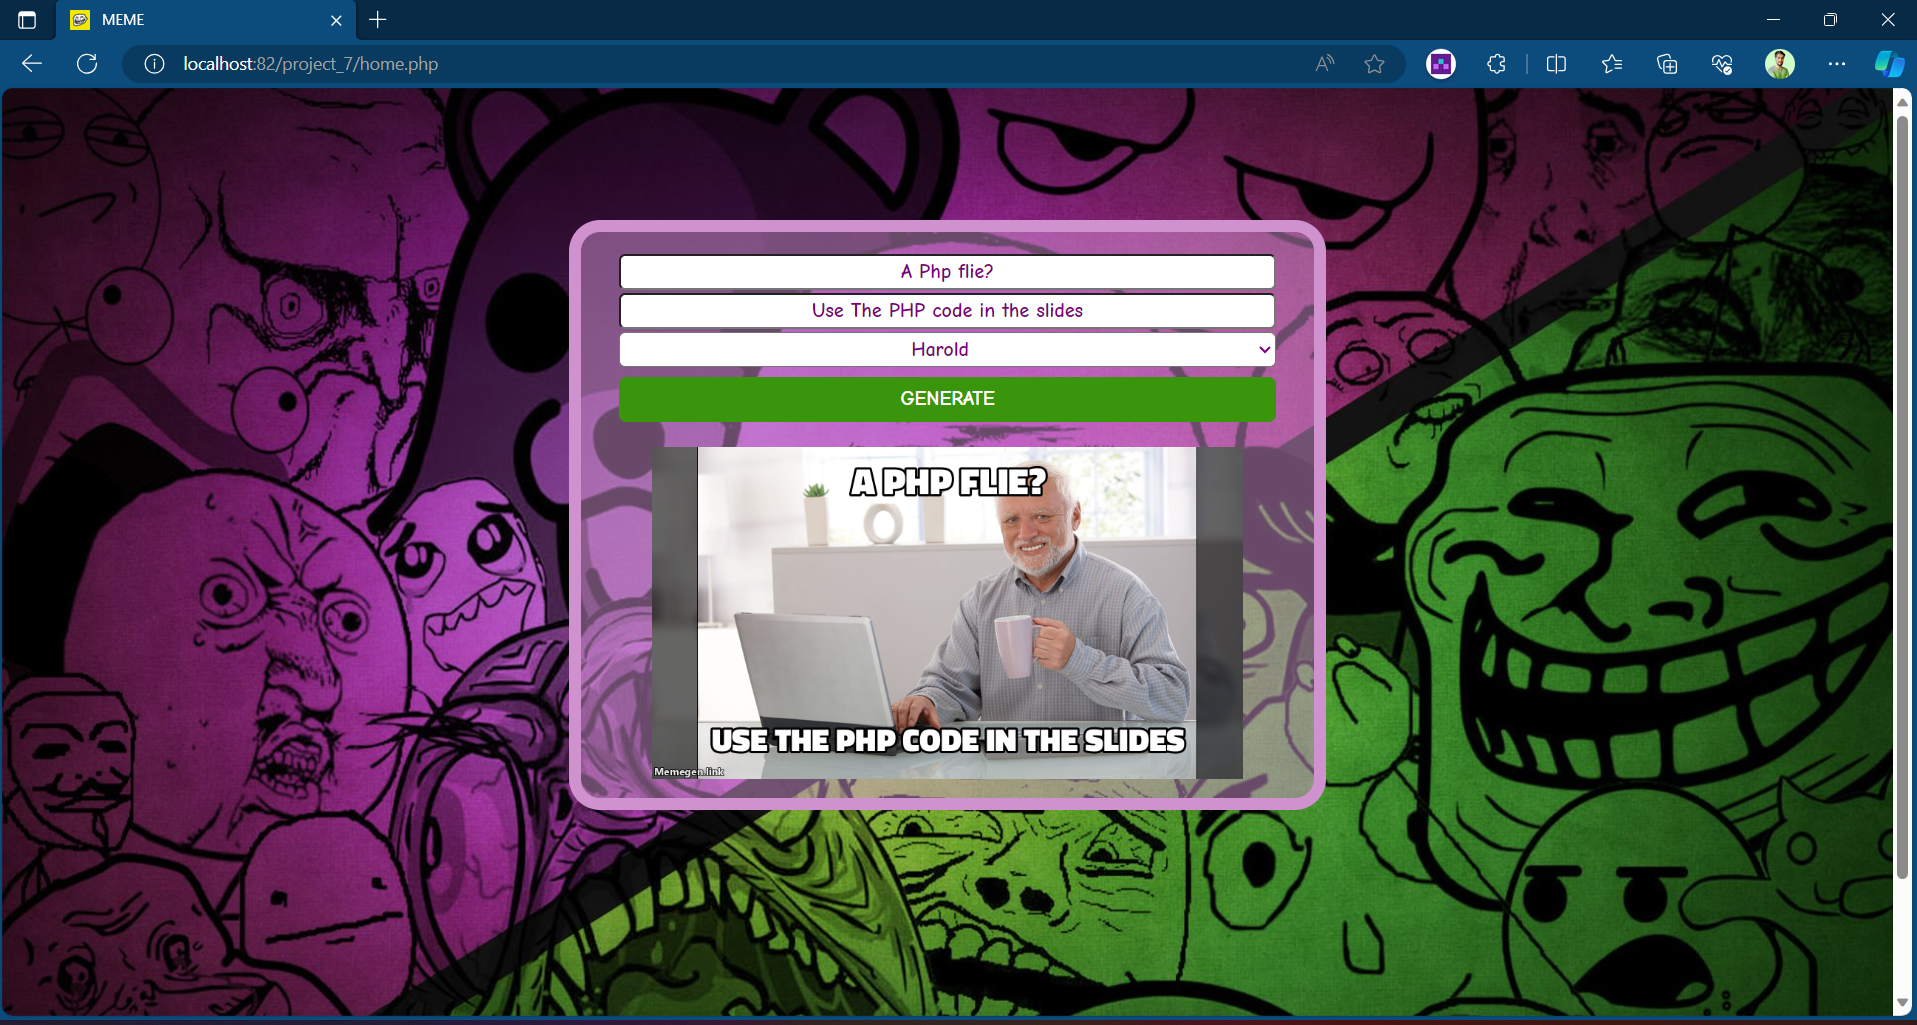 MEME
localhost:82/project_7/home.php
A Php flie?
Use The PHP code in the slides
Harold
GENERATE
A PHP FLIE?
USE THE PHP CODE IN THE SLIDES
Memegen.link